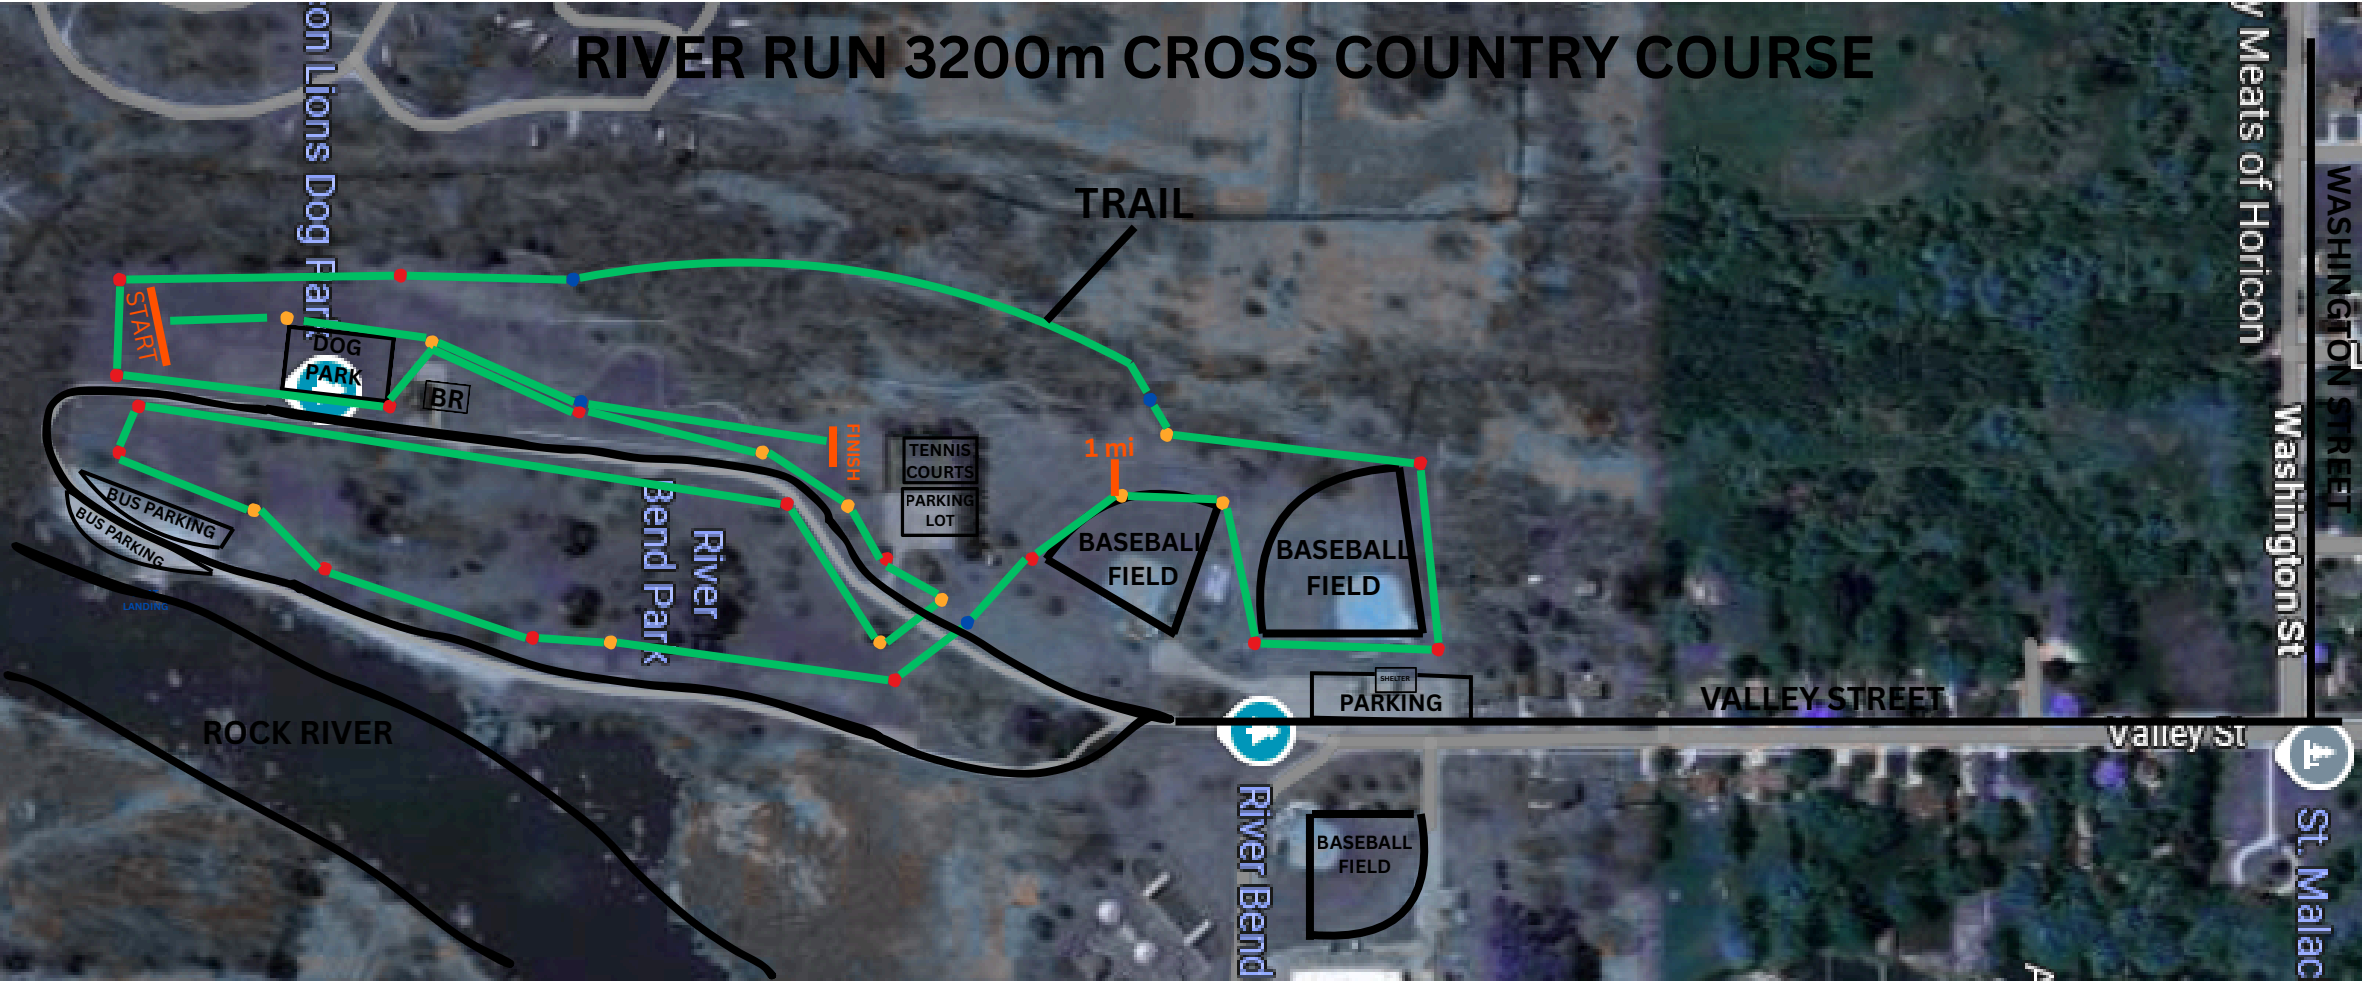 RIVER RUN 3200m CROSS COUNTRY COURSE
con Lions Dog Park
y Meats of Horicon
WASHINGTON STREET
TRAIL
START
DOG
PARK
BR
FINISH
TENNIS
COURTS
PARKING
LOT
1 mi
BASEBALL
FIELD
BASEBALL
FIELD
Washington St
BUS PARKING
BUS PARKING
LANDING
River
Bend Park
ROCK RIVER
SHELTER
PARKING
VALLEY STREET
Valley St
River Bend
BASEBALL
FIELD
St. Malac
A